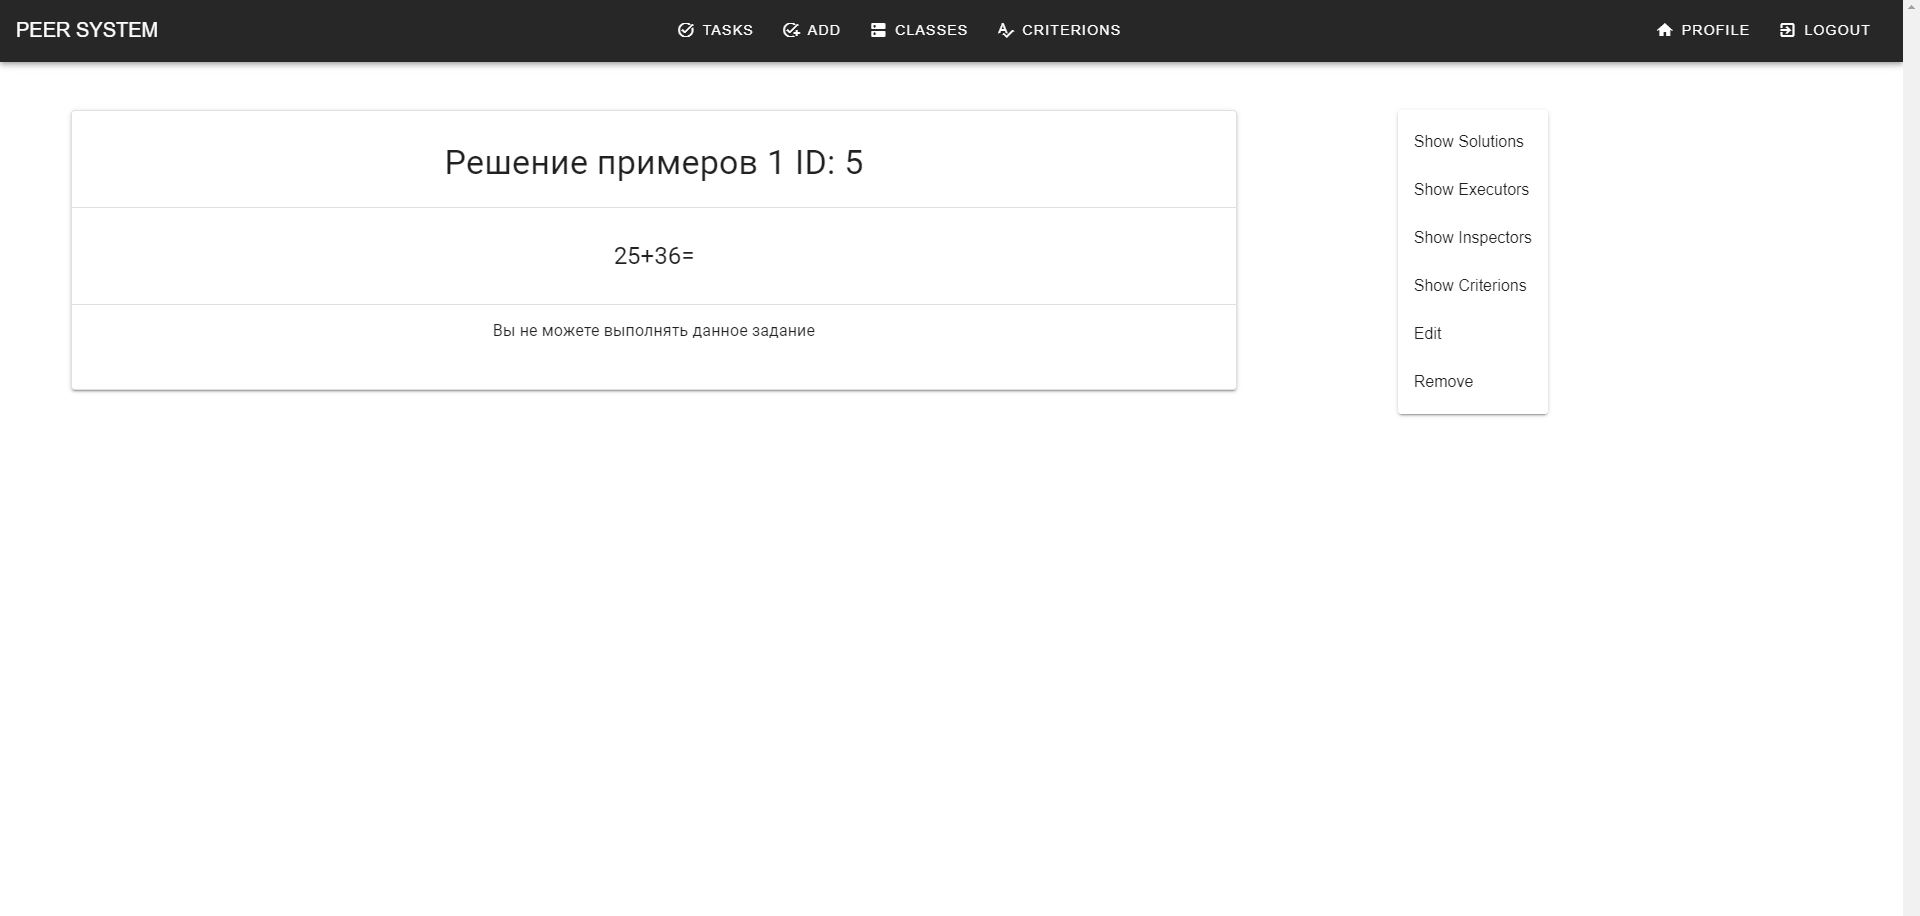 PEER SYSTEM
TASKS
ADD
CLASSES
CRITERIONS
PROFILE
LOGOUT
Решение примеров 1 ID: 5
25+36=
Вы не можете выполнять данное задание
Show Solutions
Show Executors
Show Inspectors
Show Criterions
Edit
Remove